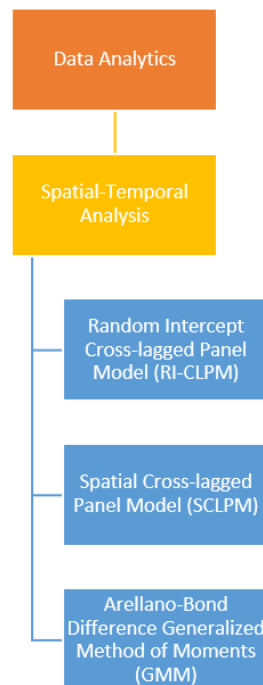 Data Analytics
Spatial-Temporal
Analysis
Random Intercept
Cross-lagged Panel
Model (RI-CLPM)
Spatial Cross-lagged
Panel Model (SCLPM)
Arellano-Bond
Difference Generalized
Method of Moments
(GMM)